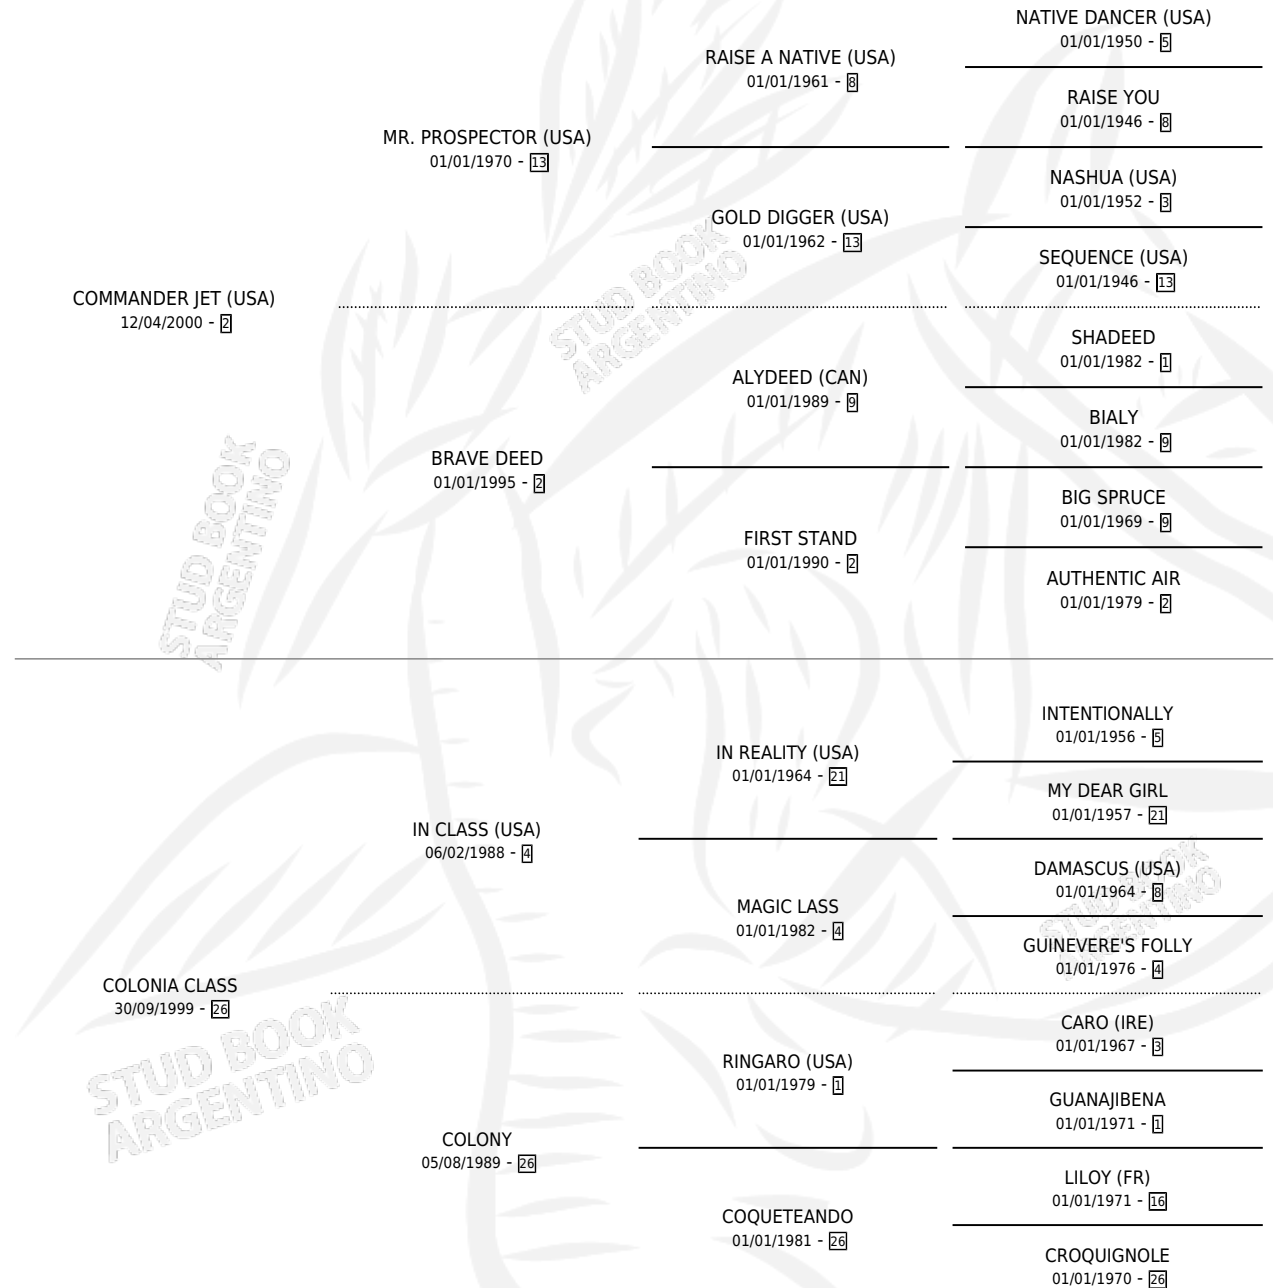 NATIVE DANCER (USA)
01/01/1950 - 5
RAISE A NATIVE (USA)
01/01/1961 - 8
RAISE YOU
01/01/1946 - 8
MR. PROSPECTOR (USA)
01/01/1970 - 13
NASHUA (USA)
01/01/1952 - 3
GOLD DIGGER (USA)
01/01/1962 - 13
SEQUENCE (USA)
01/01/1946 - 13
COMMANDER JET (USA)
12/04/2000 - 2
STUD BOOK
ARGENTINO
SHADEED
01/01/1982 - 1
ALYDEED (CAN)
01/01/1989 - 9
BIALY
01/01/1982 - 9
BRAVE DEED
01/01/1995 - 2
BIG SPRUCE
01/01/1969 - 9
FIRST STAND
01/01/1990 - 2
AUTHENTIC AIR
01/01/1979 - 2
STUD BOOK
ARGENTINO
INTENTIONALLY
01/01/1956 - 5
IN REALITY (USA)
01/01/1964 - 21
MY DEAR GIRL
01/01/1957 - 21
IN CLASS (USA)
06/02/1988 - 4
DAMASCUS (USA)
01/01/1964 - 8
MAGIC LASS
01/01/1982 - 4
GUINEVERE'S FOLLY
01/01/1976 - 4
STUD BOOK
ARGENTINO
COLONIA CLASS
30/09/1999 - 26
CARO (IRE)
01/01/1967 - 3
RINGARO (USA)
01/01/1979 - 1
GUANAJIBENA
01/01/1971 - 1
STUD BOOK
ARGENTINO
COLONY
05/08/1989 - 26
LILOY (FR)
01/01/1971 - 16
COQUETEANDO
01/01/1981 - 26
CROQUIGNOLE
01/01/1970 - 26